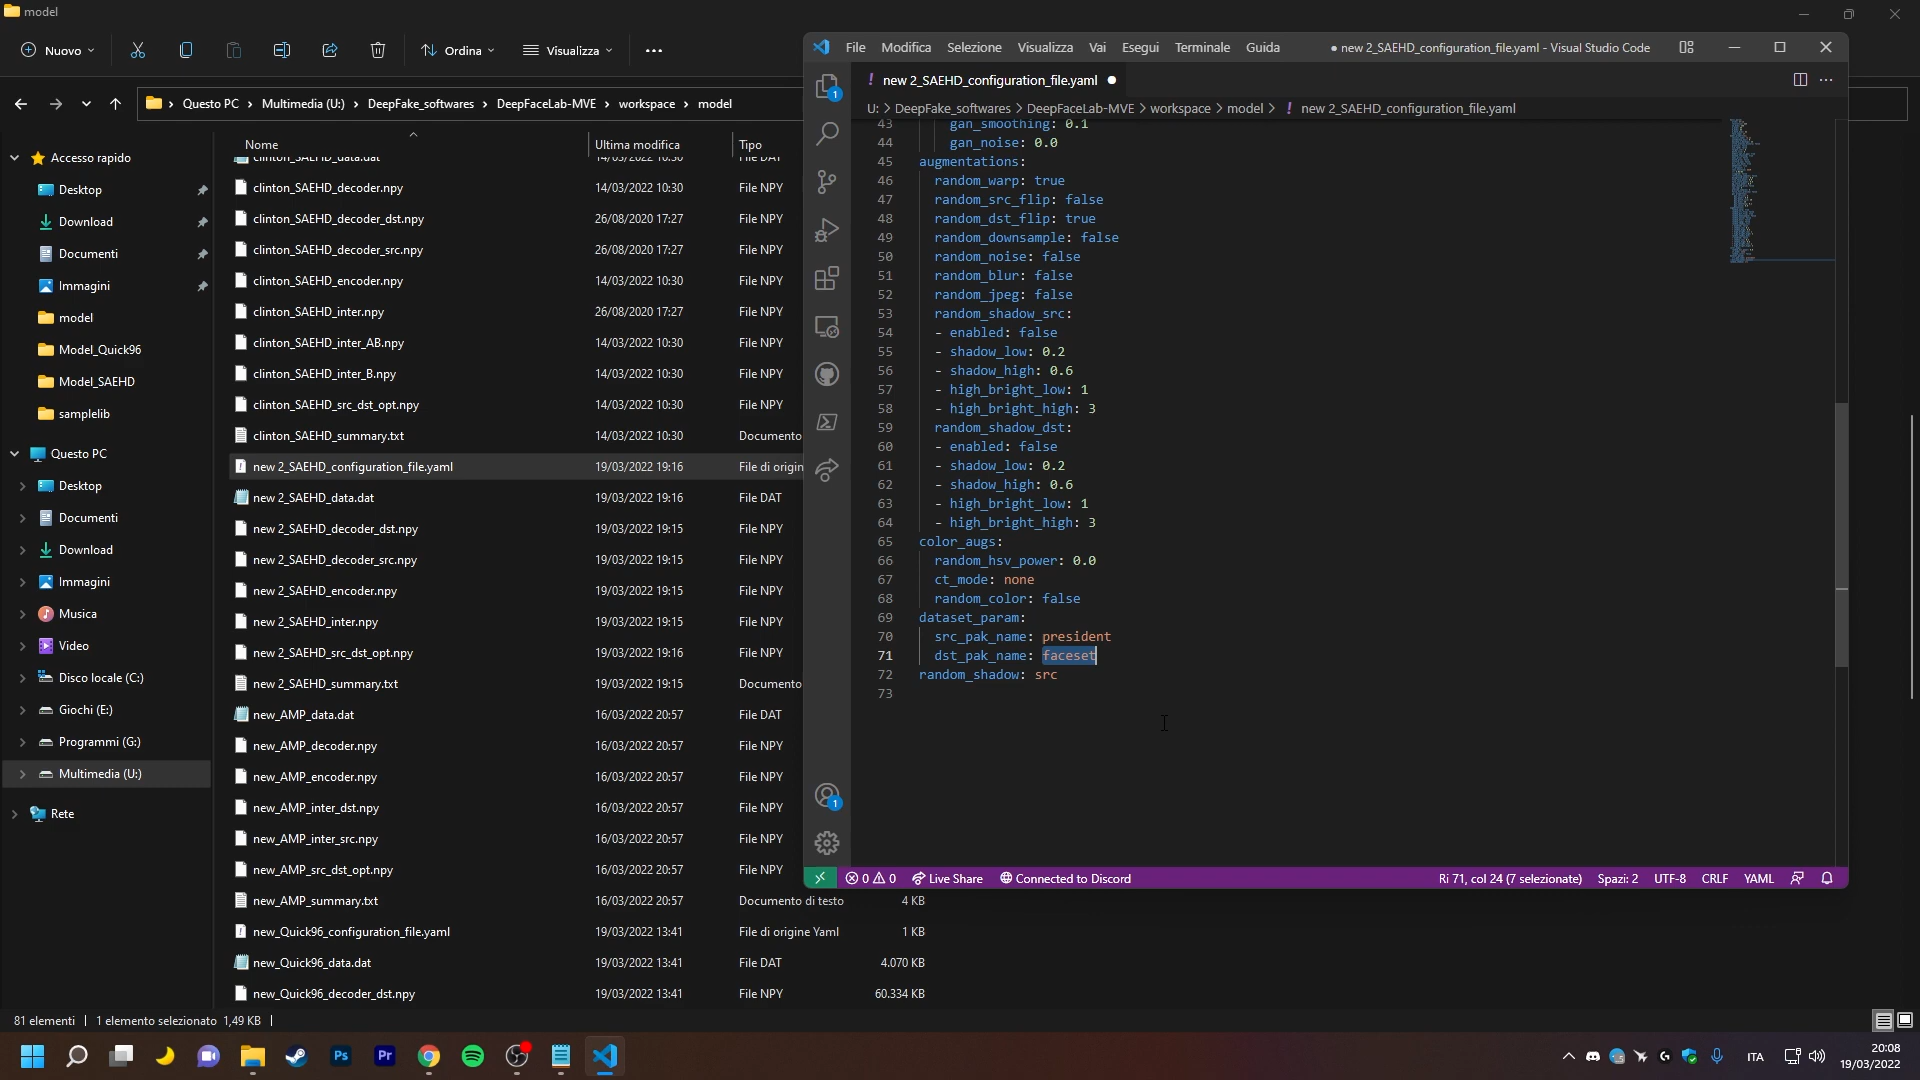 model
Nuovo
Ordina
Visualizza
Questo PC
Multimedia (U:)
DeepFake_softwares
DeepFaceLab-MVE
workspace
model
Nome
Ultima modifica
Tipo
Accesso rapido
Desktop
Download
Documenti
Immagini
model
Model_Quick96
Model_SAEHD
samplelib
Questo PC
Desktop
Documenti
Download
Immagini
Musica
Video
Disco locale (C:)
Giochi (E:)
Programmi (G:)
Multimedia (U:)
Rete
clinton_SAEHD_data.dat 14/03/2022 10:30 File DAT
clinton_SAEHD_decoder.npy 14/03/2022 10:30 File NPY
clinton_SAEHD_decoder_dst.npy 26/08/2020 17:27 File NPY
clinton_SAEHD_decoder_src.npy 26/08/2020 17:27 File NPY
clinton_SAEHD_encoder.npy 14/03/2022 10:30 File NPY
clinton_SAEHD_inter.npy 26/08/2020 17:27 File NPY
clinton_SAEHD_inter_AB.npy 14/03/2022 10:30 File NPY
clinton_SAEHD_inter_B.npy 14/03/2022 10:30 File NPY
clinton_SAEHD_src_dst_opt.npy 14/03/2022 10:30 File NPY
clinton_SAEHD_summary.txt 14/03/2022 10:30 Documento
new 2_SAEHD_configuration_file.yaml 19/03/2022 19:16 File di origin
new 2_SAEHD_data.dat 19/03/2022 19:16 File DAT
new 2_SAEHD_decoder_dst.npy 19/03/2022 19:15 File NPY
new 2_SAEHD_decoder_src.npy 19/03/2022 19:15 File NPY
new 2_SAEHD_encoder.npy 19/03/2022 19:15 File NPY
new 2_SAEHD_inter.npy 19/03/2022 19:15 File NPY
new 2_SAEHD_src_dst_opt.npy 19/03/2022 19:16 File NPY
new 2_SAEHD_summary.txt 19/03/2022 19:15 Documento
new_AMP_data.dat 16/03/2022 20:57 File DAT
new_AMP_decoder.npy 16/03/2022 20:57 File NPY
new_AMP_encoder.npy 16/03/2022 20:57 File NPY
new_AMP_inter_dst.npy 16/03/2022 20:57 File NPY
new_AMP_inter_src.npy 16/03/2022 20:57 File NPY
new_AMP_src_dst_opt.npy 16/03/2022 20:57 File NPY
new_AMP_summary.txt 16/03/2022 20:57 Documento di testo 4 KB
new_Quick96_configuration_file.yaml 19/03/2022 13:41 File di origine Yaml 1 KB
new_Quick96_data.dat 19/03/2022 13:41 File DAT 4.070 KB
new_Quick96_decoder_dst.npy 19/03/2022 13:41 File NPY 60.334 KB
81 elementi 1 elemento selezionato 1,49 KB
File Modifica Selezione Visualizza Vai Esegui Terminale Guida
● new 2_SAEHD_configuration_file.yaml - Visual Studio Code
! new 2_SAEHD_configuration_file.yaml ●
U: > DeepFake_softwares > DeepFaceLab-MVE > workspace > model > ! new 2_SAEHD_configuration_file.yaml
1
43 gan_smoothing: 0.1
44 gan_noise: 0.0
45 augmentations:
46 random_warp: true
47 random_src_flip: false
48 random_dst_flip: true
49 random_downsample: false
50 random_noise: false
51 random_blur: false
52 random_jpeg: false
53 random_shadow_src:
54 - enabled: false
55 - shadow_low: 0.2
56 - shadow_high: 0.6
57 - high_bright_low: 1
58 - high_bright_high: 3
59 random_shadow_dst:
60 - enabled: false
61 - shadow_low: 0.2
62 - shadow_high: 0.6
63 - high_bright_low: 1
64 - high_bright_high: 3
65 color_augs:
66 random_hsv_power: 0.0
67 ct_mode: none
68 random_color: false
69 dataset_param:
70 src_pak_name: president
71 dst_pak_name: faceset
72 random_shadow: src
73
1
0 0 Live Share Connected to Discord
Ri 71, col 24 (7 selezionate) Spazi: 2 UTF-8 CRLF YAML
Ps
Pr
ITA
20:08
19/03/2022